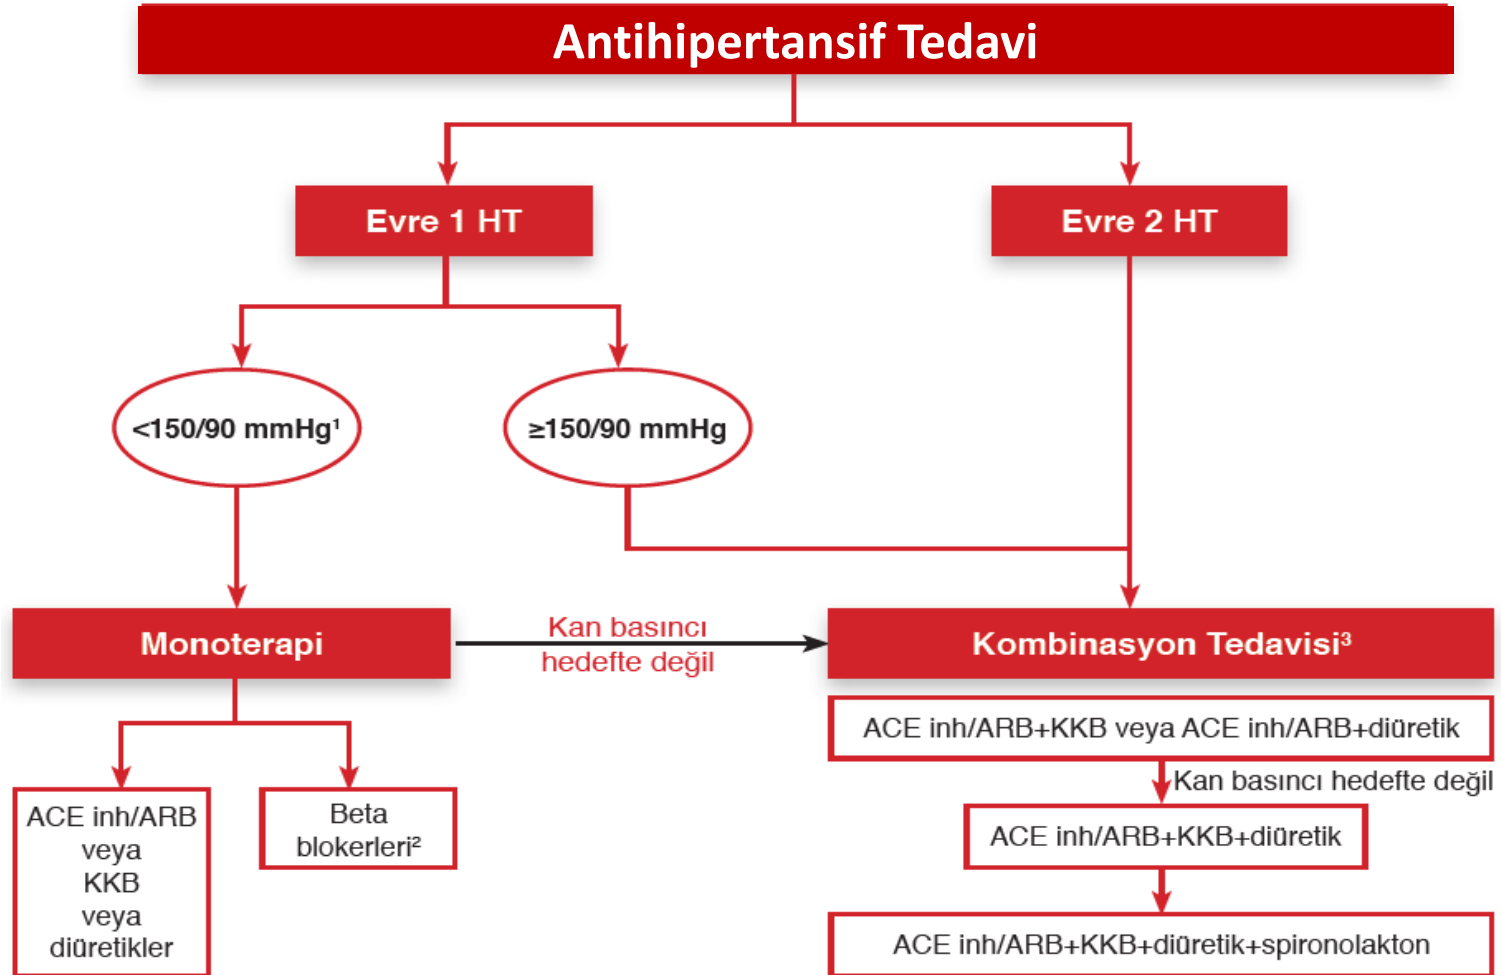 Antihipertansif Tedavi
Evre 1 HT
Evre 2 HT
<150/90 mmHg¹
≥150/90 mmHg
Monoterapi
Kan basıncı
hedefte değil
Kombinasyon Tedavisi³
ACE inh/ARB+KKB veya ACE inh/ARB+diüretik
Kan basıncı hedefte değil
ACE inh/ARB+KKB+diüretik
ACE inh/ARB+KKB+diüretik+spironolakton
ACE inh/ARB
veya
KKB
veya
diüretikler
Beta
blokerleri²